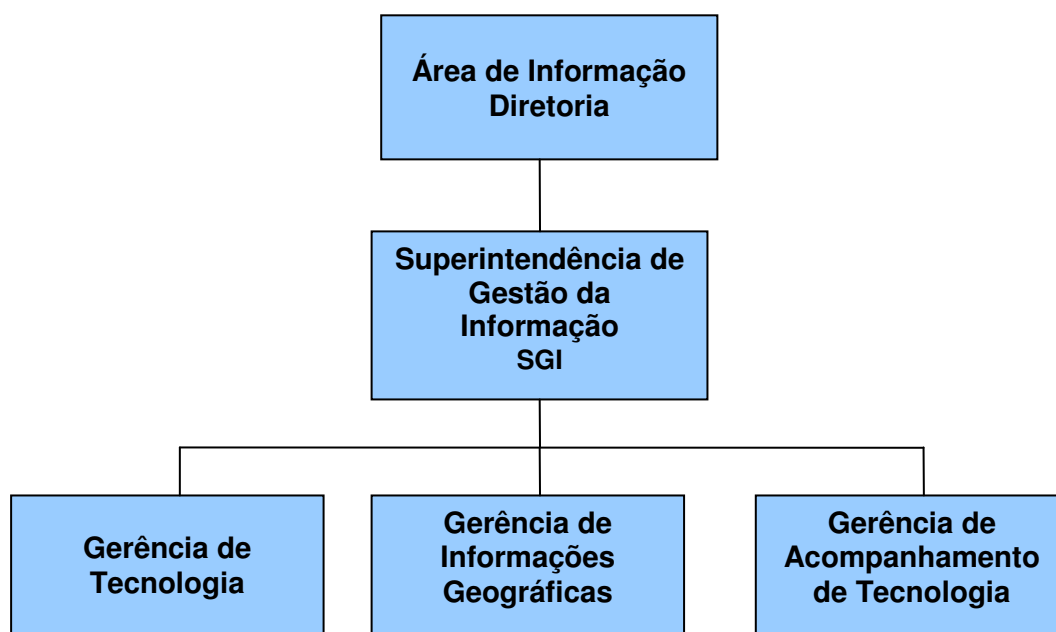 Área de Informação
Diretoria
Superintendência de
Gestão da
Informação
SGI
Gerência de
Tecnologia
Gerência de
Informações
Geográficas
Gerência de
Acompanhamento
de Tecnologia